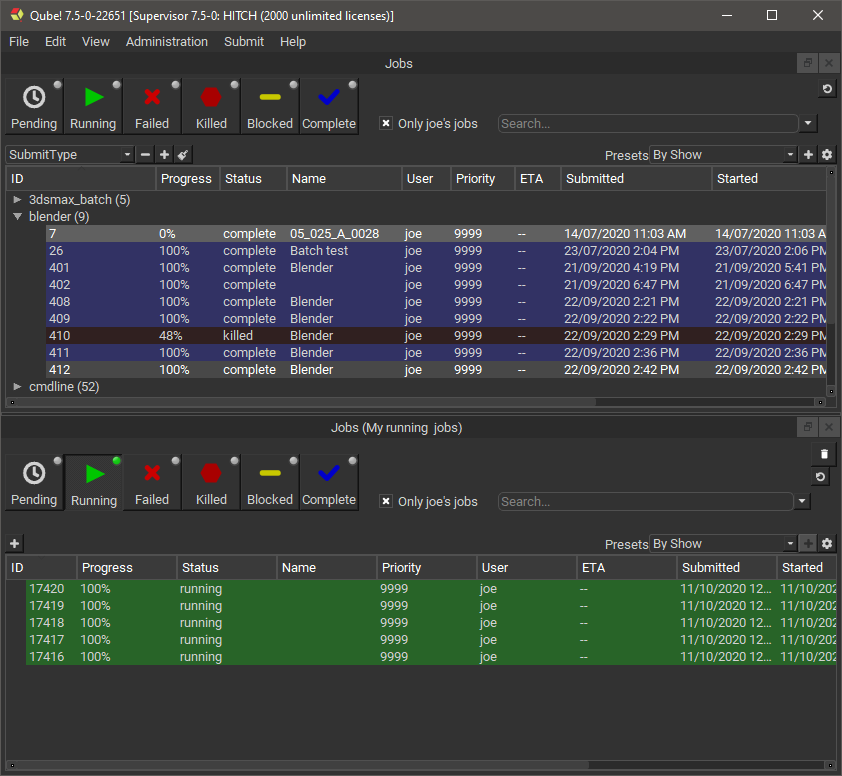 Qube! 7.5-0-22651 [Supervisor 7.5-0: HITCH (2000 unlimited licenses)]
File Edit View Administration Submit Help
Jobs
Pending Running Failed Killed Blocked Complete Only joe's jobs Search...
SubmitType Presets By Show
ID Progress Status Name User Priority ETA Submitted Started
3dsmax_batch (5)
blender (9)
7 0% complete 05_025_A_0028 joe 9999 -- 14/07/2020 11:03 AM 14/07/2020 11:03 A
26 100% complete Batch test joe 9999 -- 23/07/2020 2:04 PM 23/07/2020 2:06 PM
401 100% complete Blender joe 9999 -- 21/09/2020 4:19 PM 21/09/2020 5:41 PM
402 100% complete joe 9999 -- 21/09/2020 6:47 PM 21/09/2020 6:47 PM
408 100% complete Blender joe 9999 -- 22/09/2020 2:21 PM 22/09/2020 2:21 PM
409 100% complete Blender joe 9999 -- 22/09/2020 2:22 PM 22/09/2020 2:22 PM
410 48% killed Blender joe 9999 -- 22/09/2020 2:29 PM 22/09/2020 2:29 PM
411 100% complete Blender joe 9999 -- 22/09/2020 2:36 PM 22/09/2020 2:36 PM
412 100% complete Blender joe 9999 -- 22/09/2020 2:42 PM 22/09/2020 2:42 PM
cmdline (52)
Jobs (My running jobs)
Pending Running Failed Killed Blocked Complete Only joe's jobs Search...
Presets By Show
ID Progress Status Name Priority User ETA Submitted Started
17420 100% running 9999 joe -- 11/10/2020 12... 11/10/202
17419 100% running 9999 joe -- 11/10/2020 12... 11/10/202
17418 100% running 9999 joe -- 11/10/2020 12... 11/10/202
17417 100% running 9999 joe -- 11/10/2020 12... 11/10/202
17416 100% running 9999 joe -- 11/10/2020 12... 11/10/202